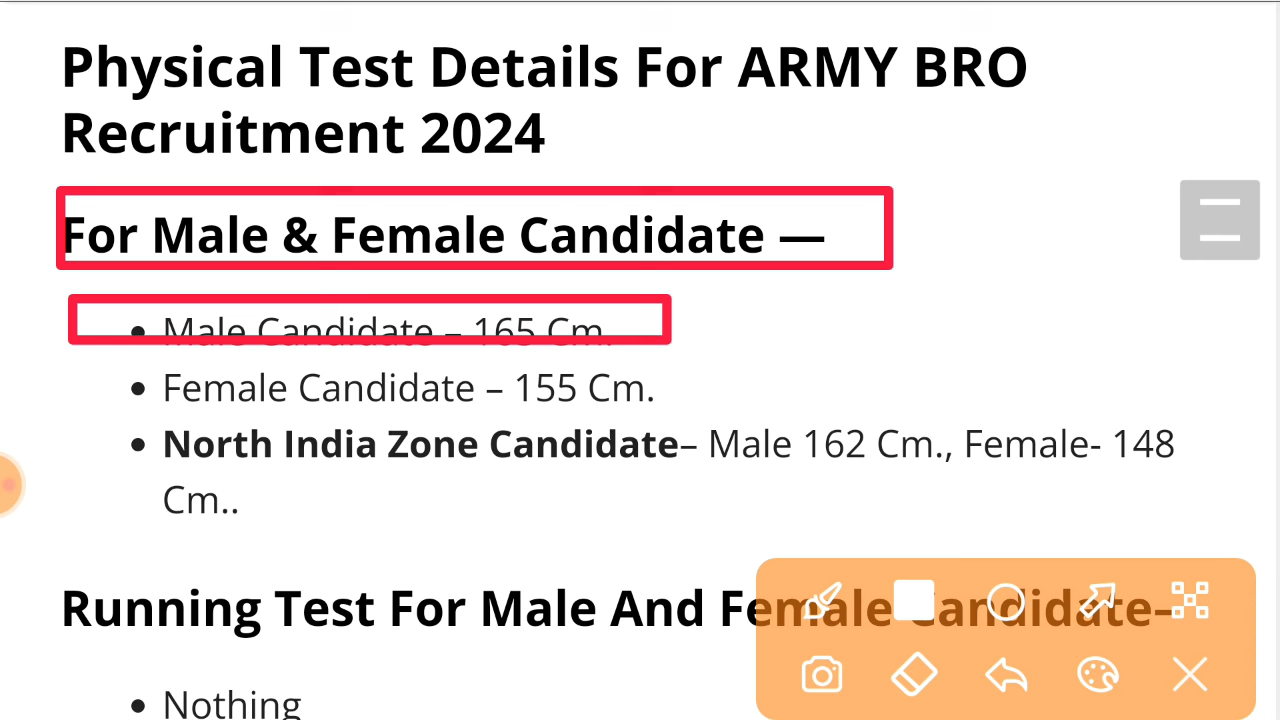 Physical Test Details For ARMY BRO
Recruitment 2024
For Male & Female Candidate —
Male Candidate – 165 Cm.
Female Candidate – 155 Cm.
North India Zone Candidate– Male 162 Cm., Female- 148
Cm..
Running Test For Male And Female Candidate–
Nothing